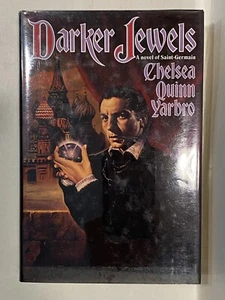 Darker Jewels
A novel of Saint-Germain
Chelsea
Quinn
Yarbro